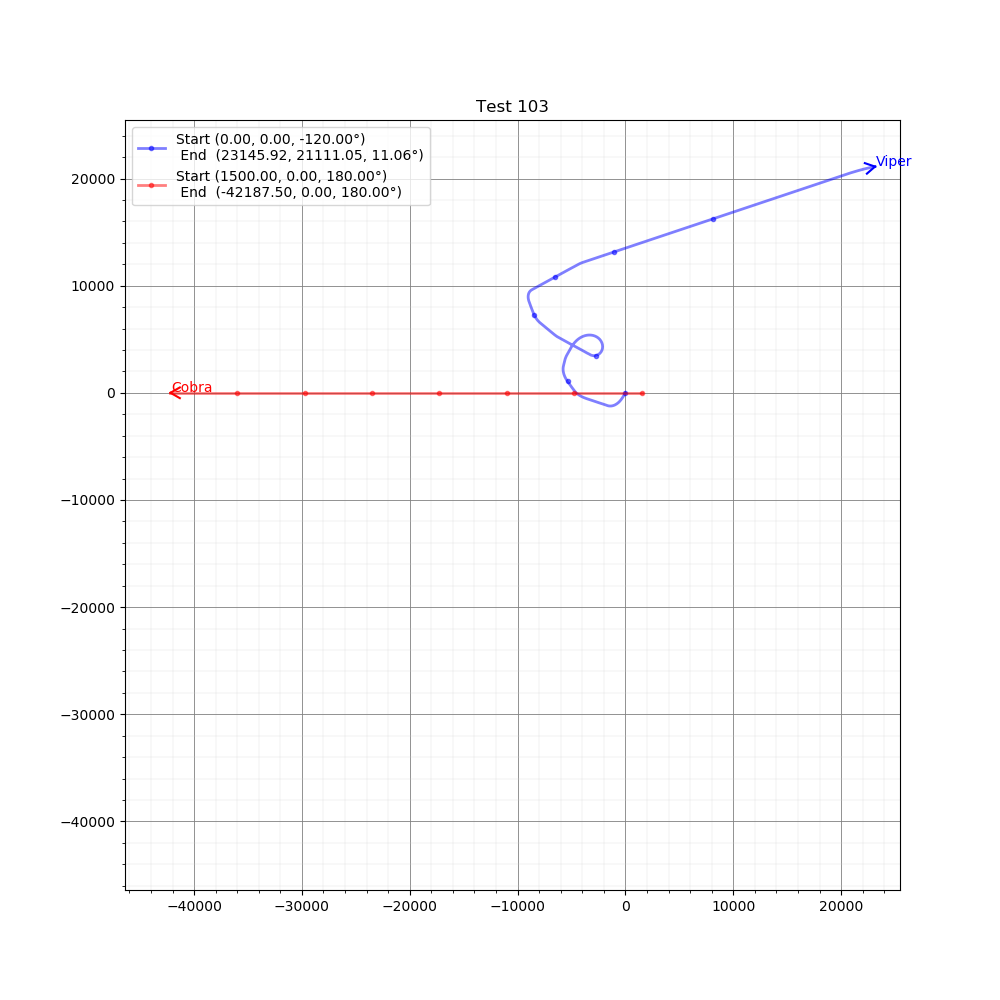 Test 103
Start (0.00, 0.00, -120.00°)
End  (23145.92, 21111.05, 11.06°)
Start (1500.00, 0.00, 180.00°)
End  (-42187.50, 0.00, 180.00°)
Viper
Cobra
20000
10000
0
−10000
−20000
−30000
−40000
−40000 −30000 −20000 −10000 0 10000 20000